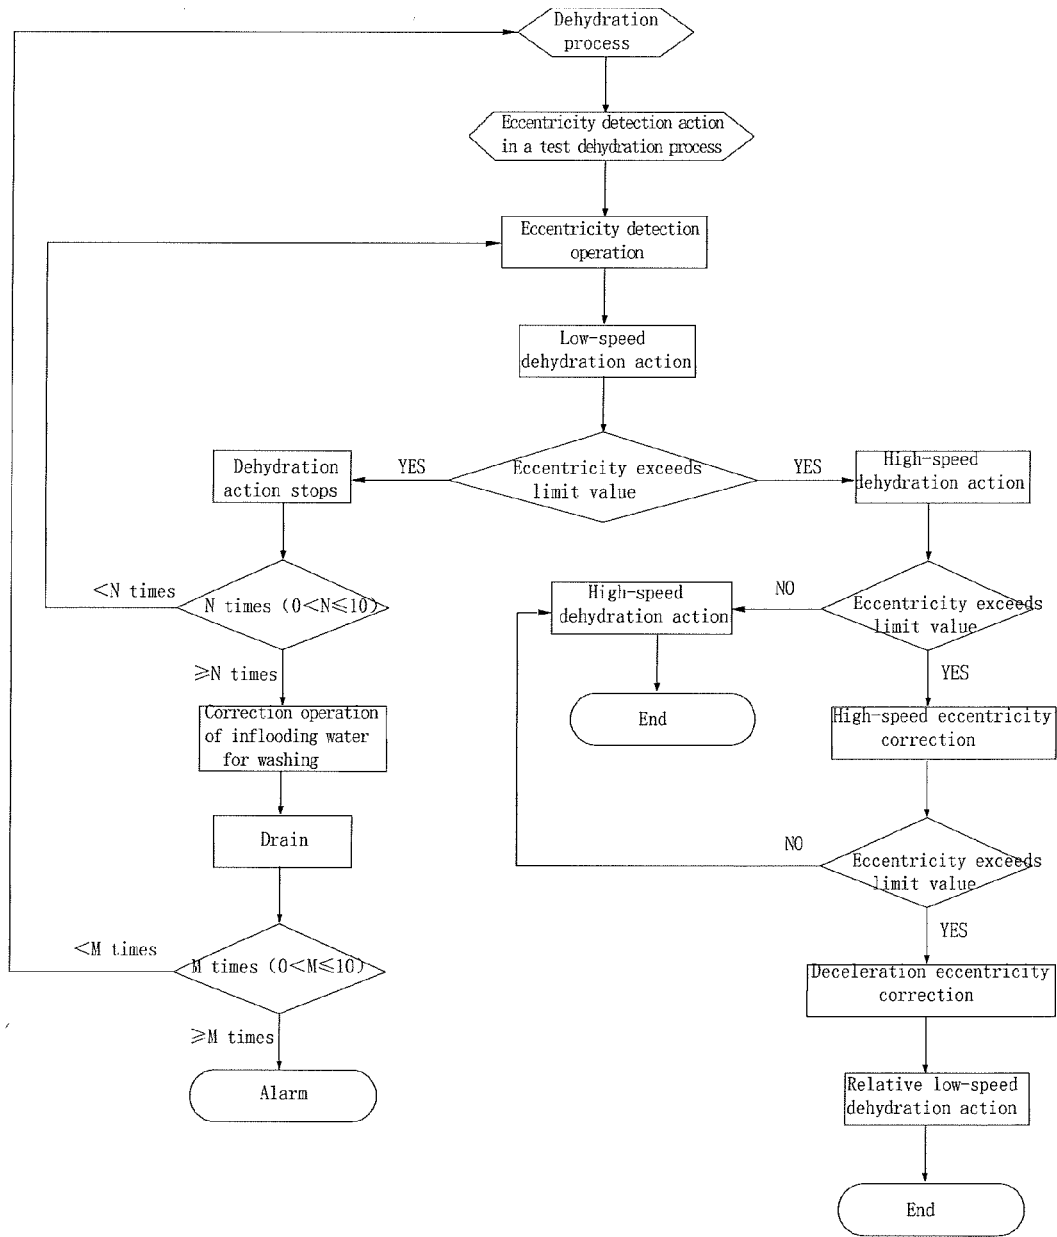 Dehydration
process
Eccentricity detection action
in a test dehydration process
Eccentricity detection
operation
Low-speed
dehydration action
Eccentricity exceeds
limit value
YES
YES
Dehydration
action stops
High-speed
dehydration action
<N times
N times (0<N≤10)
≥N times
High-speed
dehydration action
NO
Eccentricity exceeds
limit value
YES
End
Correction operation
of inflooding water
for washing
High-speed eccentricity
correction
Drain
NO
Eccentricity exceeds
limit value
YES
<M times
M times (0<M≤10)
≥M times
Deceleration eccentricity
correction
Alarm
Relative low-speed
dehydration action
End